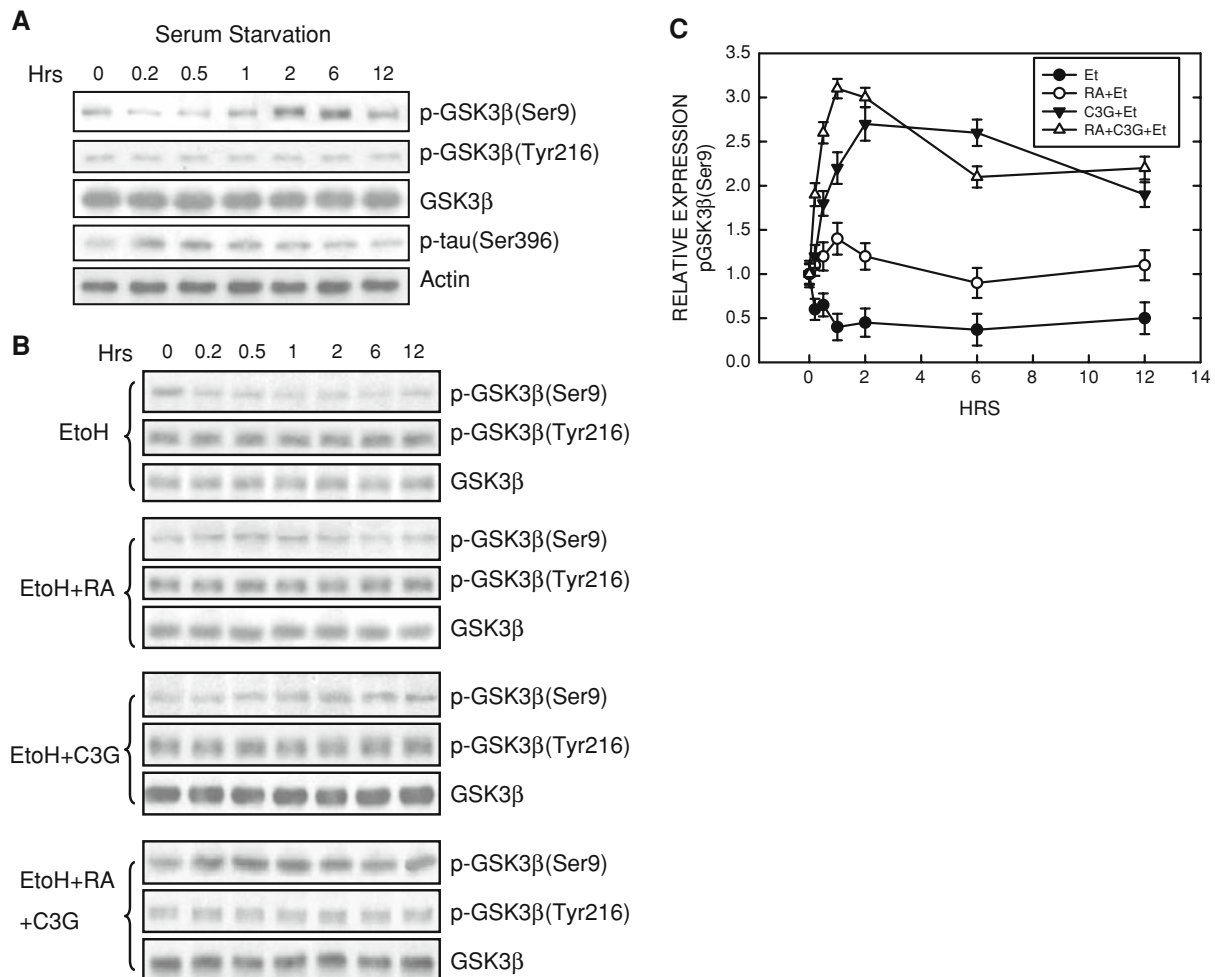 A
Serum Starvation
Hrs 0 0.2 0.5 1 2 6 12
p-GSK3β(Ser9)
p-GSK3β(Tyr216)
GSK3β
p-tau(Ser396)
Actin
B
Hrs 0 0.2 0.5 1 2 6 12
EtoH
p-GSK3β(Ser9)
p-GSK3β(Tyr216)
GSK3β
EtoH+RA
p-GSK3β(Ser9)
p-GSK3β(Tyr216)
GSK3β
EtoH+C3G
p-GSK3β(Ser9)
p-GSK3β(Tyr216)
GSK3β
EtoH+RA
+C3G
p-GSK3β(Ser9)
p-GSK3β(Tyr216)
GSK3β
C
RELATIVE EXPRESSION
pGSK3β(Ser9)
3.5
3.0
2.5
2.0
1.5
1.0
0.5
0.0
Et
RA+Et
C3G+Et
RA+C3G+Et
0 2 4 6 8 10 12 14
HRS